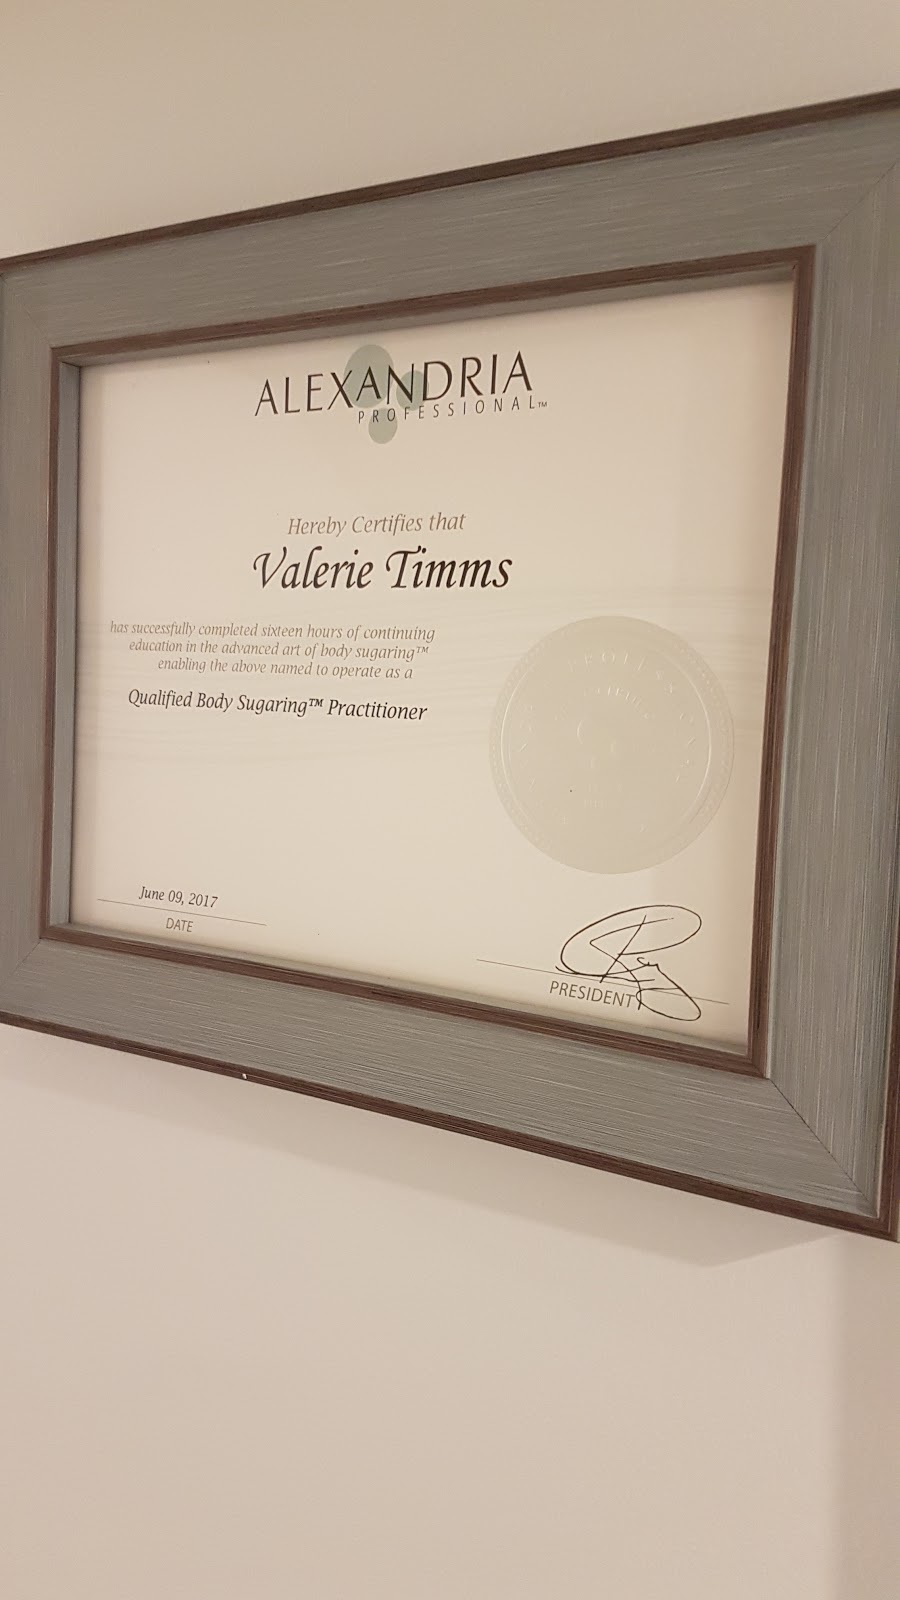 ALEXANDRIA
PROFESSIONAL™
Hereby Certifies that
Valerie Timms
has successfully completed sixteen hours of continuing
education in the advanced art of body sugaring™
enabling the above named to operate as a
Qualified Body Sugaring™ Practitioner
June 09, 2017
DATE
PRESIDENT